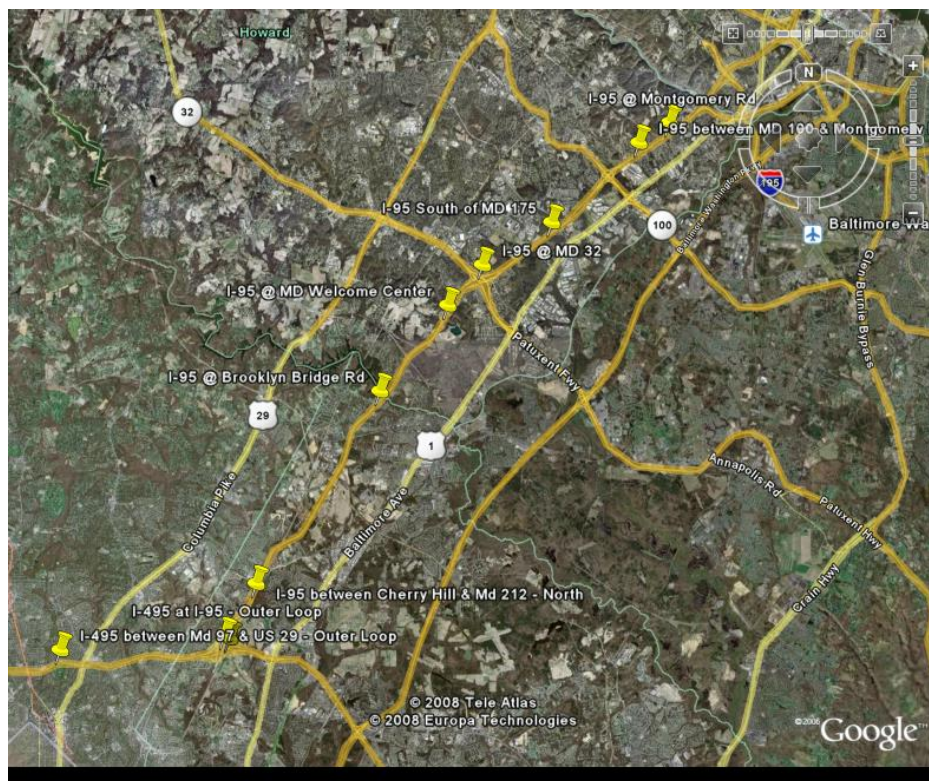 Howard
N
32
I-95 @ Montgomery Rd
I-95 between MD 100 & Montgomery
195
I-95 South of MD 175
100
Baltimore Wa
I-95 @ MD 32
Baltimore Washington
Glen Burnie Bypass
I-95 @ MD Welcome Center
Patuxent Fwy
I-95 @ Brooklyn Bridge Rd
29
1
Annapolis Rd
Columbia Pike
Baltimore Ave
Patuxent Hwy
I-95 between Cherry Hill & Md 212 - North
Crain Hwy
I-495 at I-95 - Outer Loop
I-495 between Md 97 & US 29 - Outer Loop
© 2008 Tele Atlas
© 2008 Europa Technologies
Google™